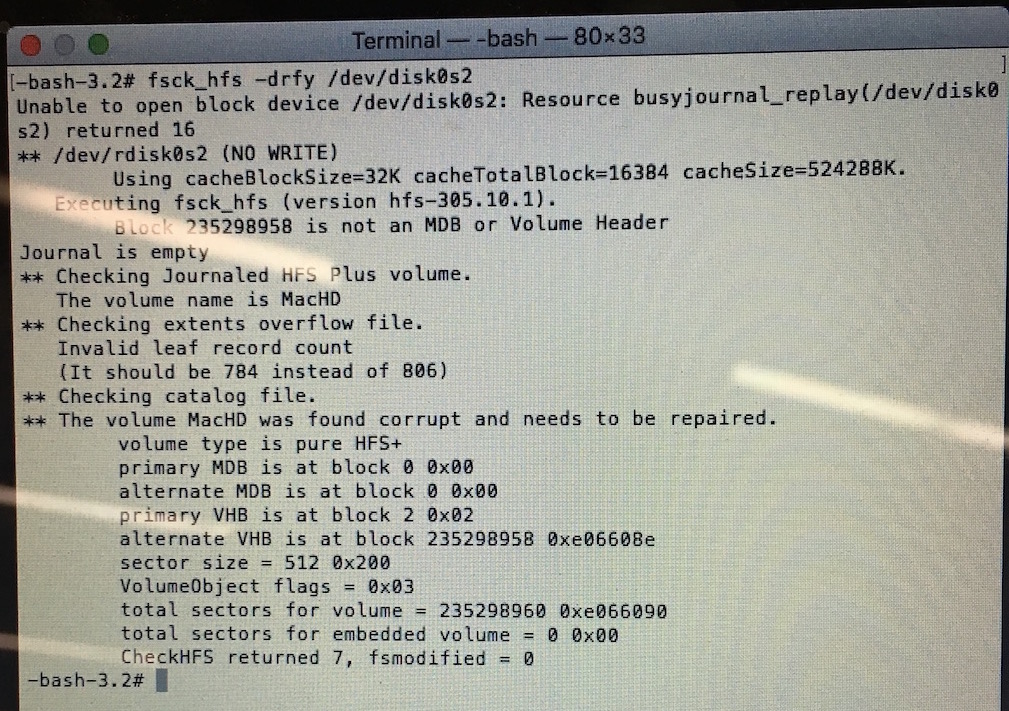 Terminal — -bash — 80×33
[-bash-3.2# fsck_hfs -drfy /dev/disk0s2 ]
Unable to open block device /dev/disk0s2: Resource busyjournal_replay(/dev/disk0
s2) returned 16
** /dev/rdisk0s2 (NO WRITE)
Using cacheBlockSize=32K cacheTotalBlock=16384 cacheSize=524288K.
Executing fsck_hfs (version hfs-305.10.1).
Block 235298958 is not an MDB or Volume Header
Journal is empty
** Checking Journaled HFS Plus volume.
The volume name is MacHD
** Checking extents overflow file.
Invalid leaf record count
(It should be 784 instead of 806)
** Checking catalog file.
** The volume MacHD was found corrupt and needs to be repaired.
volume type is pure HFS+
primary MDB is at block 0 0x00
alternate MDB is at block 0 0x00
primary VHB is at block 2 0x02
alternate VHB is at block 235298958 0xe06608e
sector size = 512 0x200
VolumeObject flags = 0x03
total sectors for volume = 235298960 0xe066090
total sectors for embedded volume = 0 0x00
CheckHFS returned 7, fsmodified = 0
-bash-3.2#